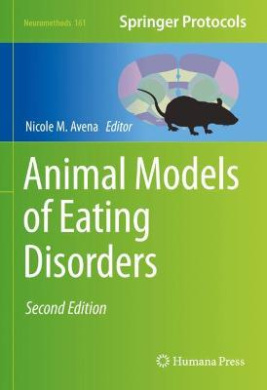 Neuromethods 161
Springer Protocols
Nicole M. Avena Editor
Animal Models
of Eating
Disorders
Second Edition
Humana Press